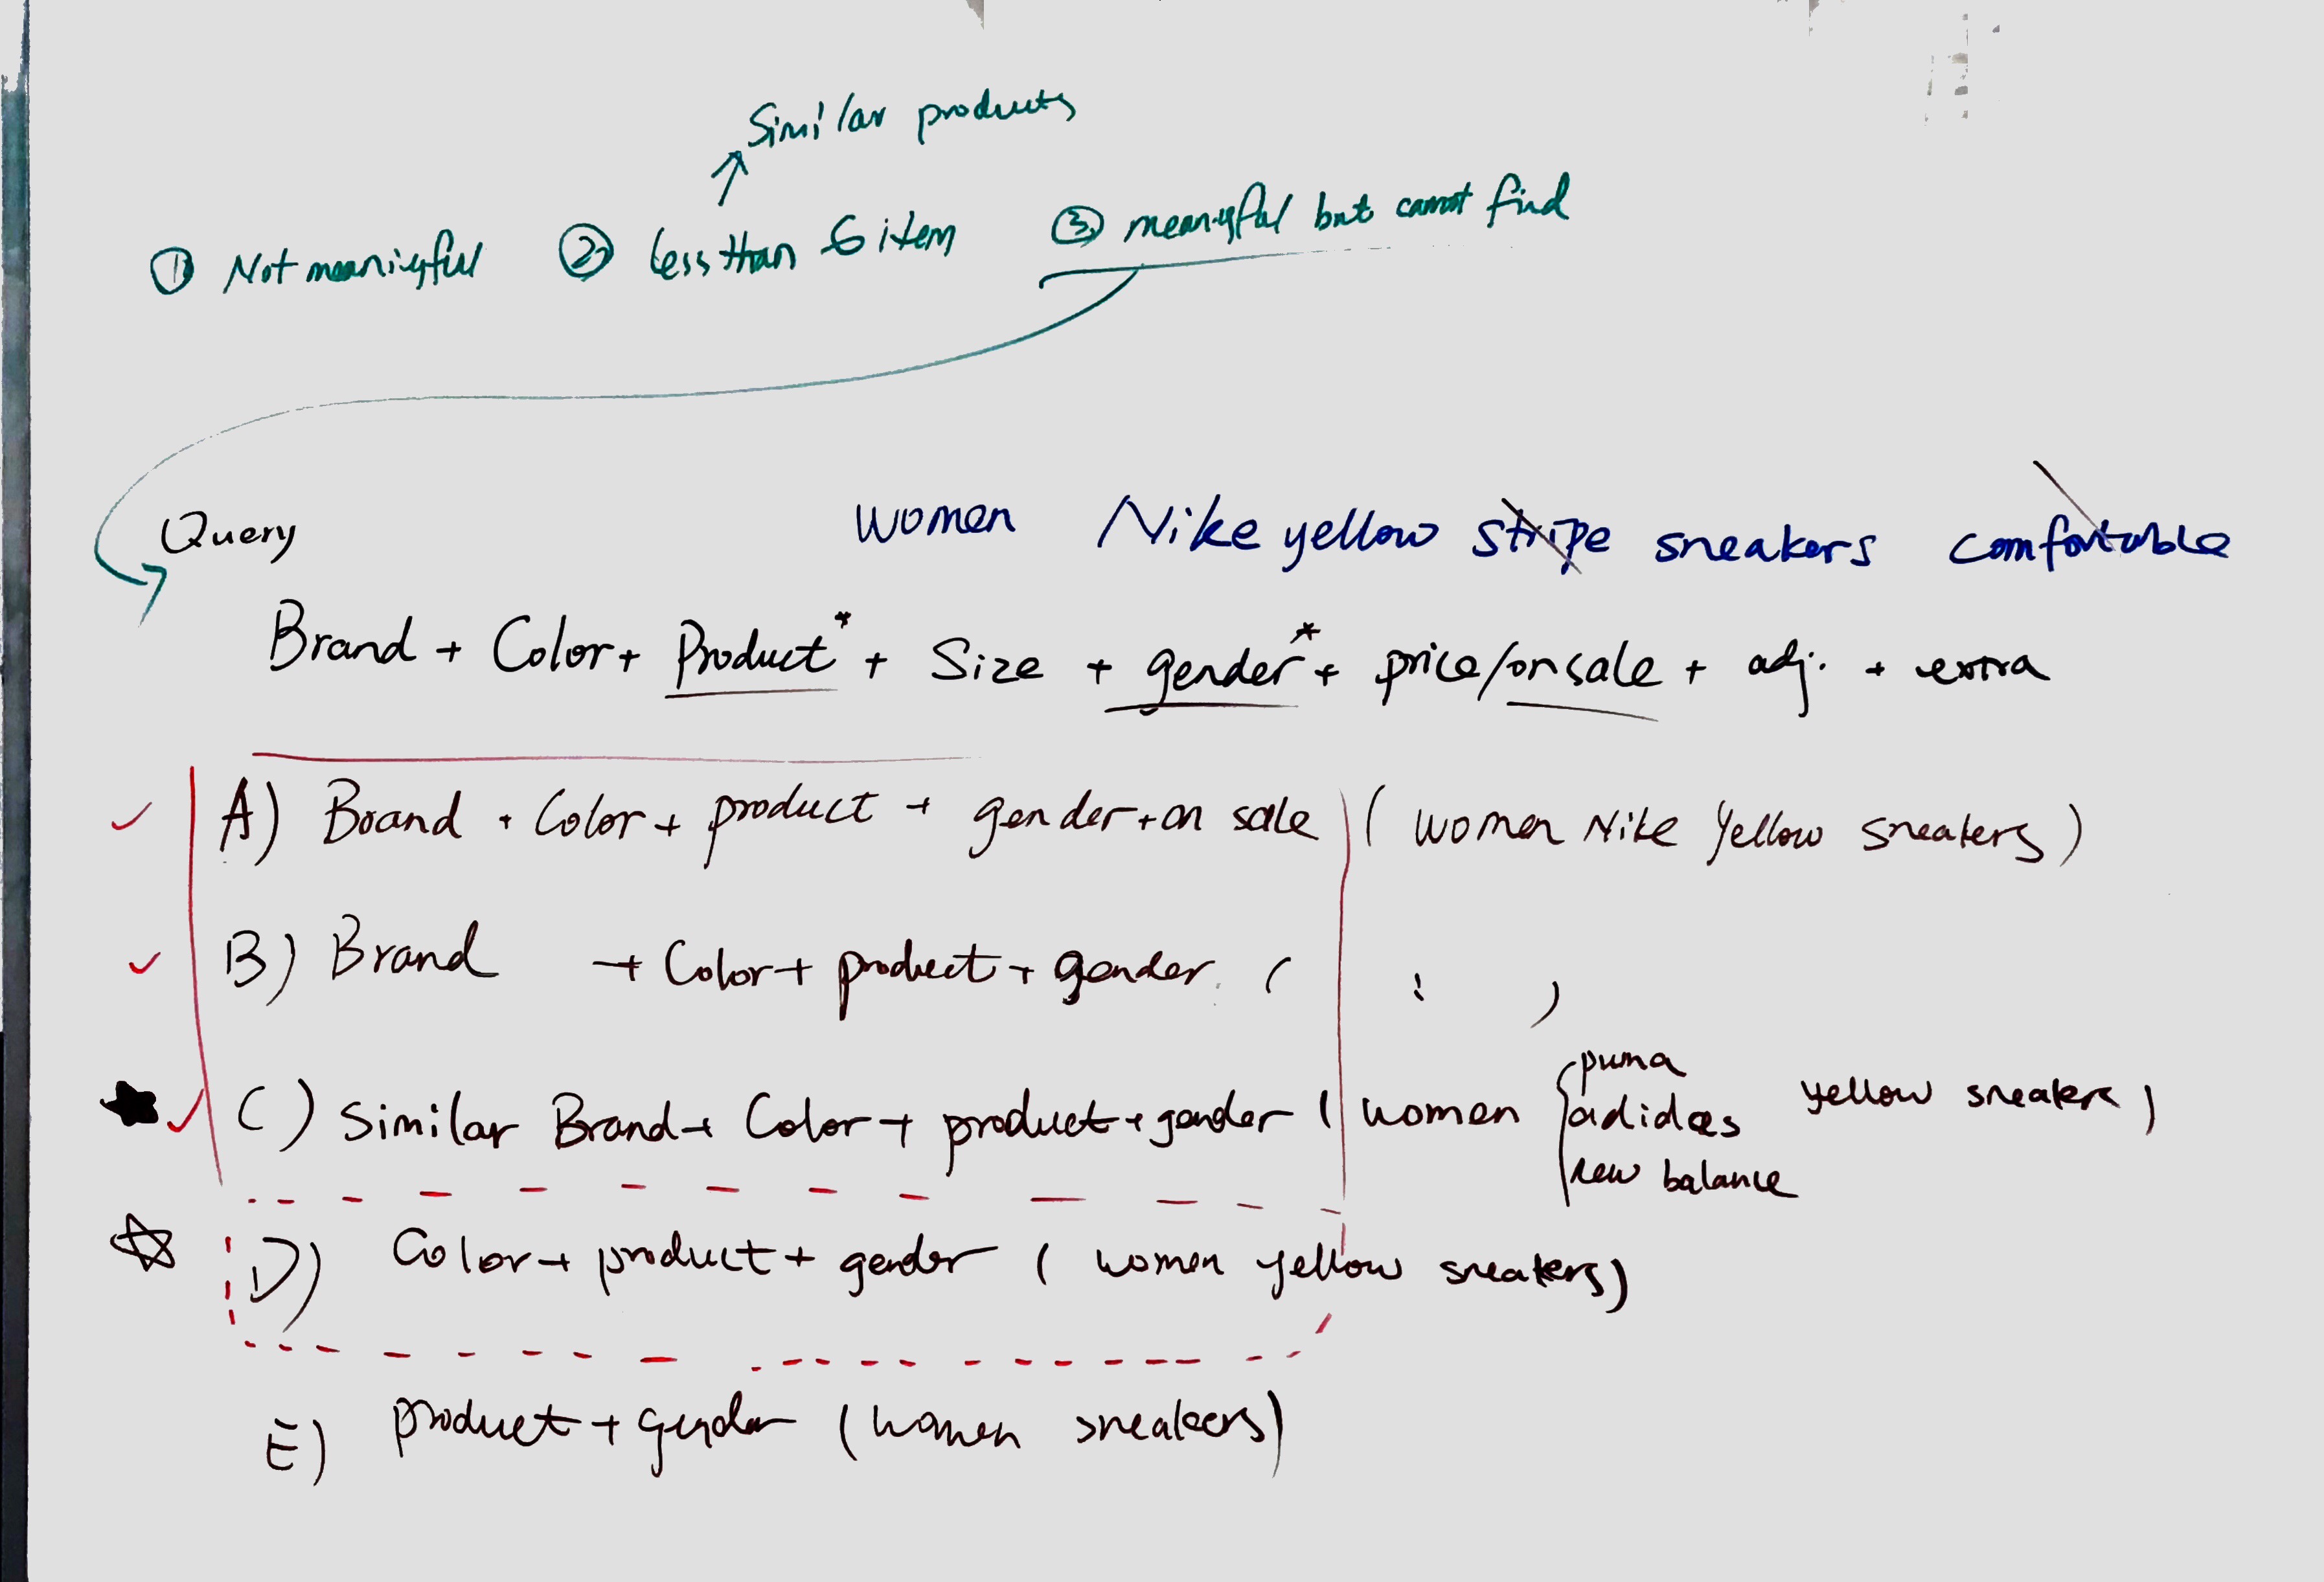 Similar products
↑
① Not meaningful ② less than 6 item ③ meaningful but cannot find
Query women Nike yellow stripe sneakers comfortable
Brand + Color + Product* + Size + gender* + price/on sale + adj. + extra
✓ A) Brand + Color + product + gender + on sale ( women Nike Yellow sneakers )
✓ B) Brand + Color + product + gender ( : )
★ ✓ C) Similar Brand + Color + product + gender ( women { puma
adidas yellow sneakers )
new balance
☆ D) Color + product + gender ( women yellow sneakers )
E) product + gender ( women sneakers )